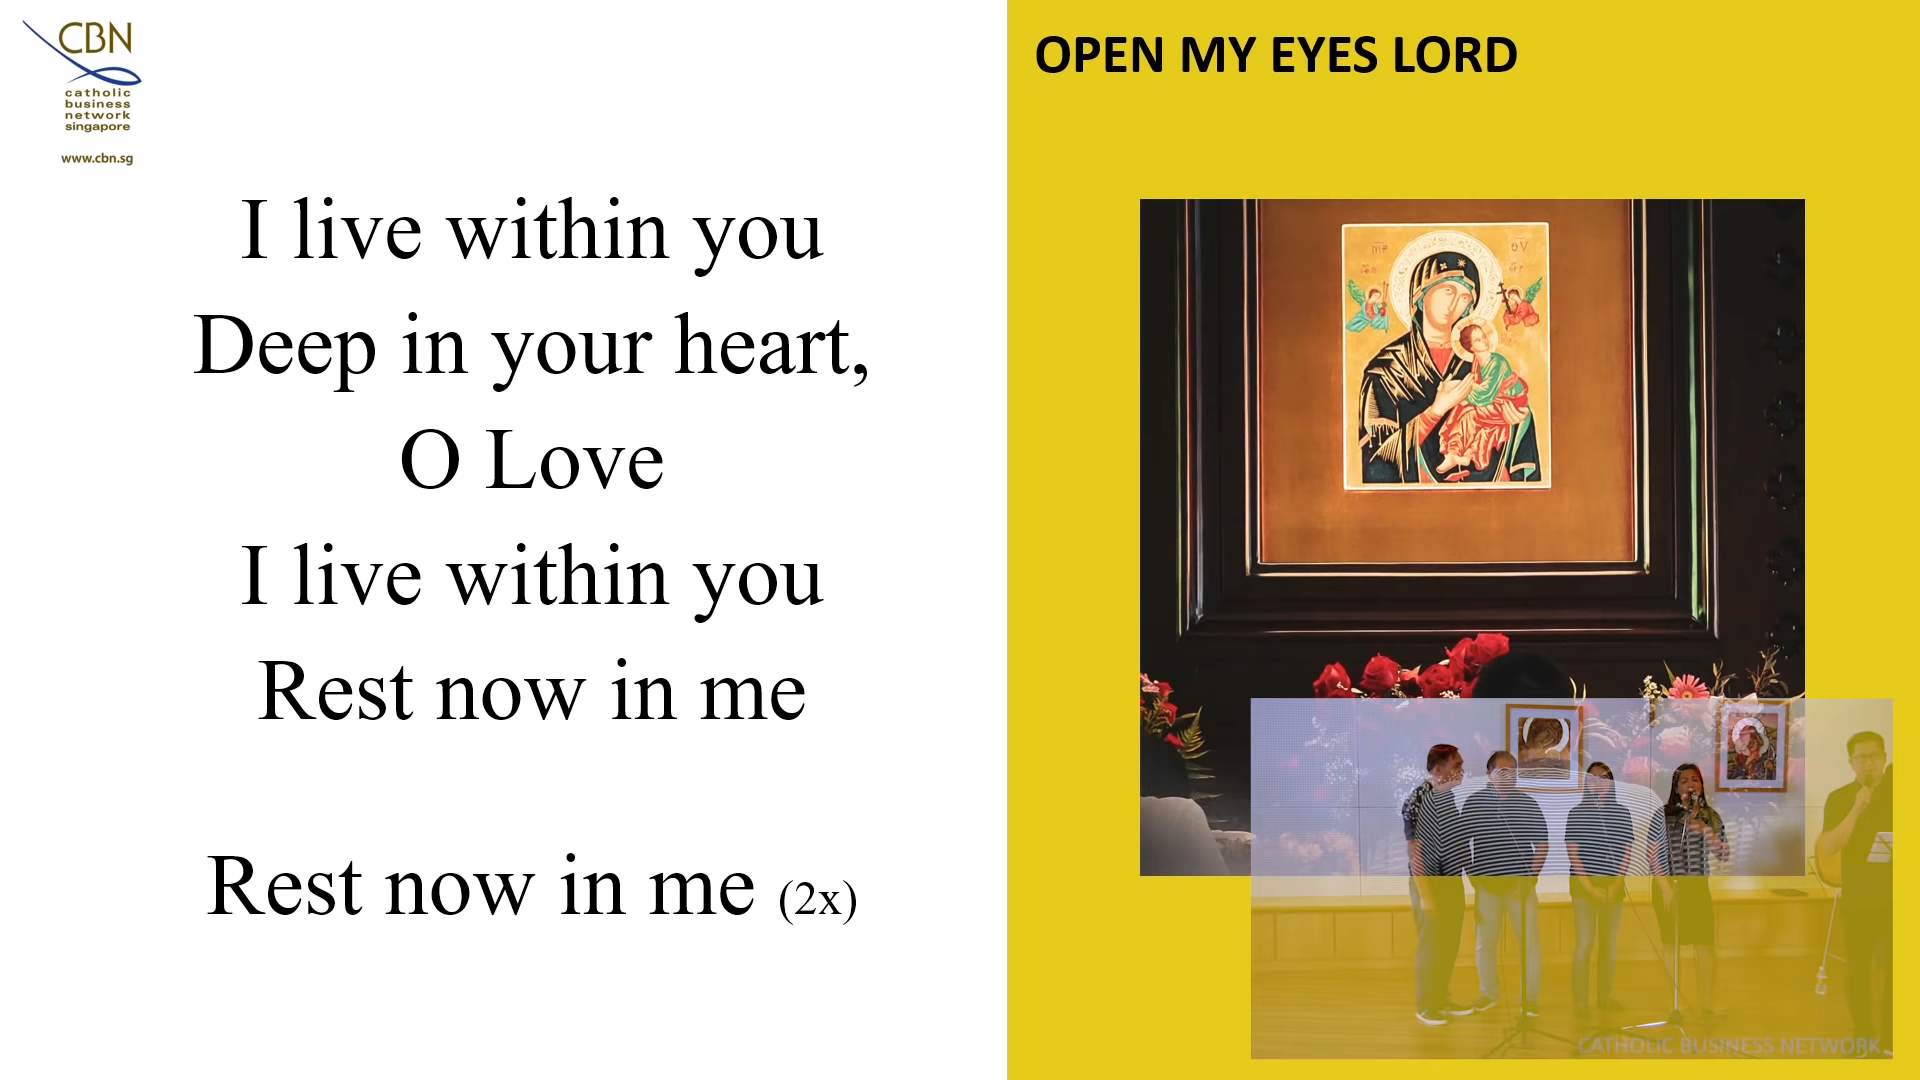 CBN
catholic
business
network
singapore
www.cbn.sg
I live within you
Deep in your heart,
O Love
I live within you
Rest now in me
Rest now in me (2x)
OPEN MY EYES LORD
CATHOLIC BUSINESS NETWORK